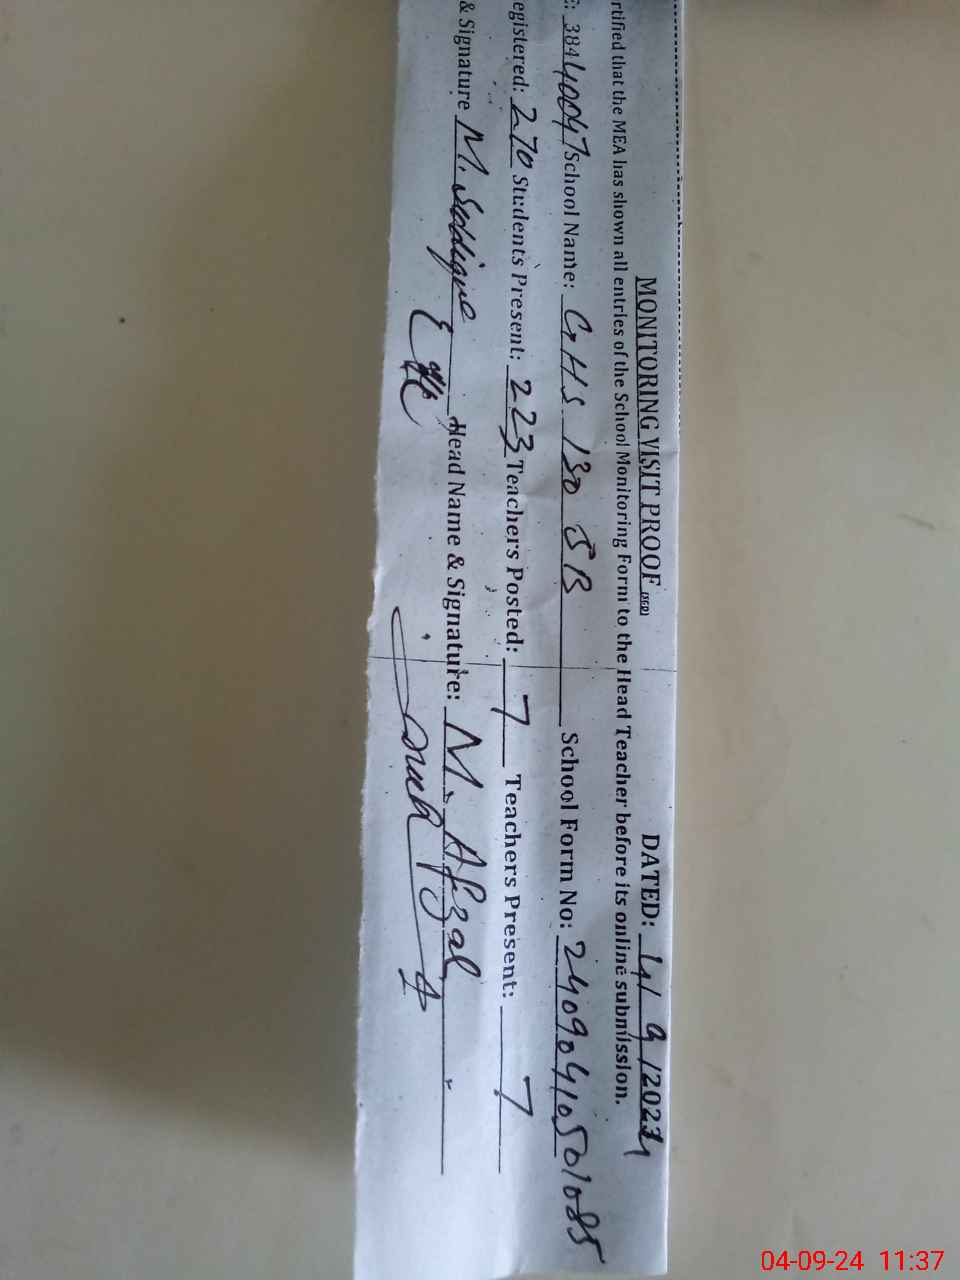 MONITORING VISIT PROOF (SED) DATED: 4/ 9 /2024
rtified that the MEA has shown all entries of the School Monitoring Form to the Head Teacher before its online submission.
: 38440047 School Name: GHS 130 SB School Form No: 24090410501085
egistered: 270 Students Present: 223 Teachers Posted: 7 Teachers Present: 7
& Signature M. Siddique Head Name & Signature: M. Afzal
04-09-24 11:37